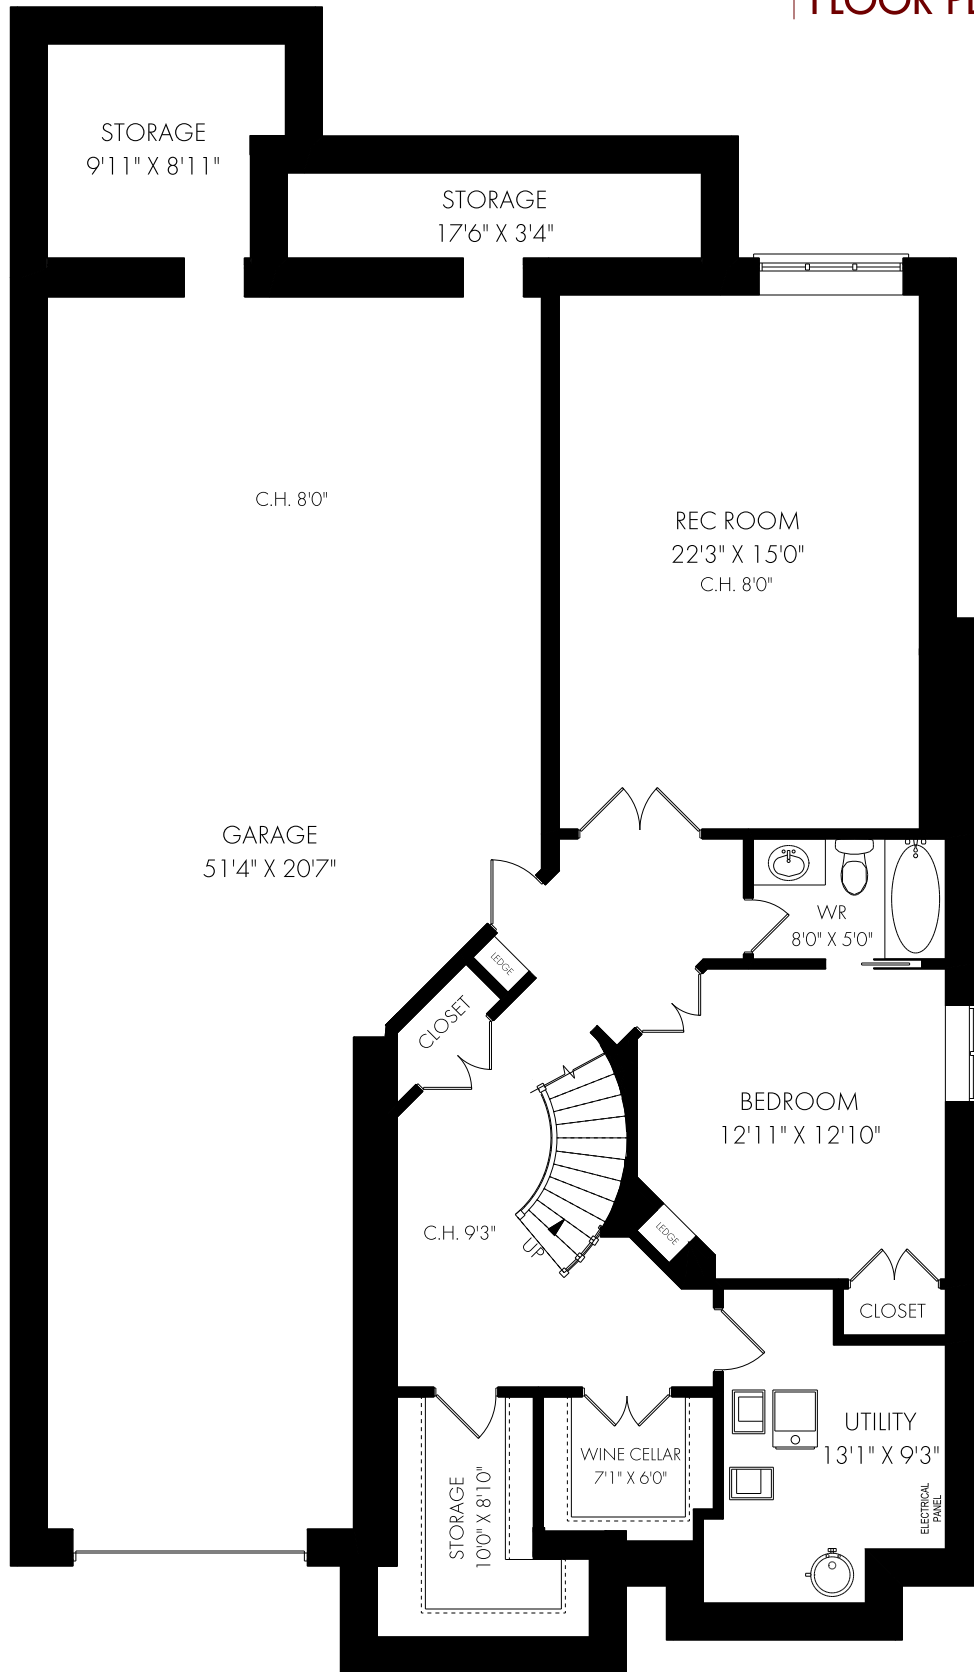 STORAGE
9'11" X 8'11"
STORAGE
17'6" X 3'4"
C.H. 8'0"
REC ROOM
22'3" X 15'0"
C.H. 8'0"
GARAGE
51'4" X 20'7"
WR
8'0" X 5'0"
LEDGE
CLOSET
BEDROOM
12'11" X 12'10"
C.H. 9'3"
UP
LEDGE
CLOSET
UTILITY
13'1" X 9'3"
WINE CELLAR
7'1" X 6'0"
STORAGE
10'0" X 8'10"
ELECTRICAL
PANEL